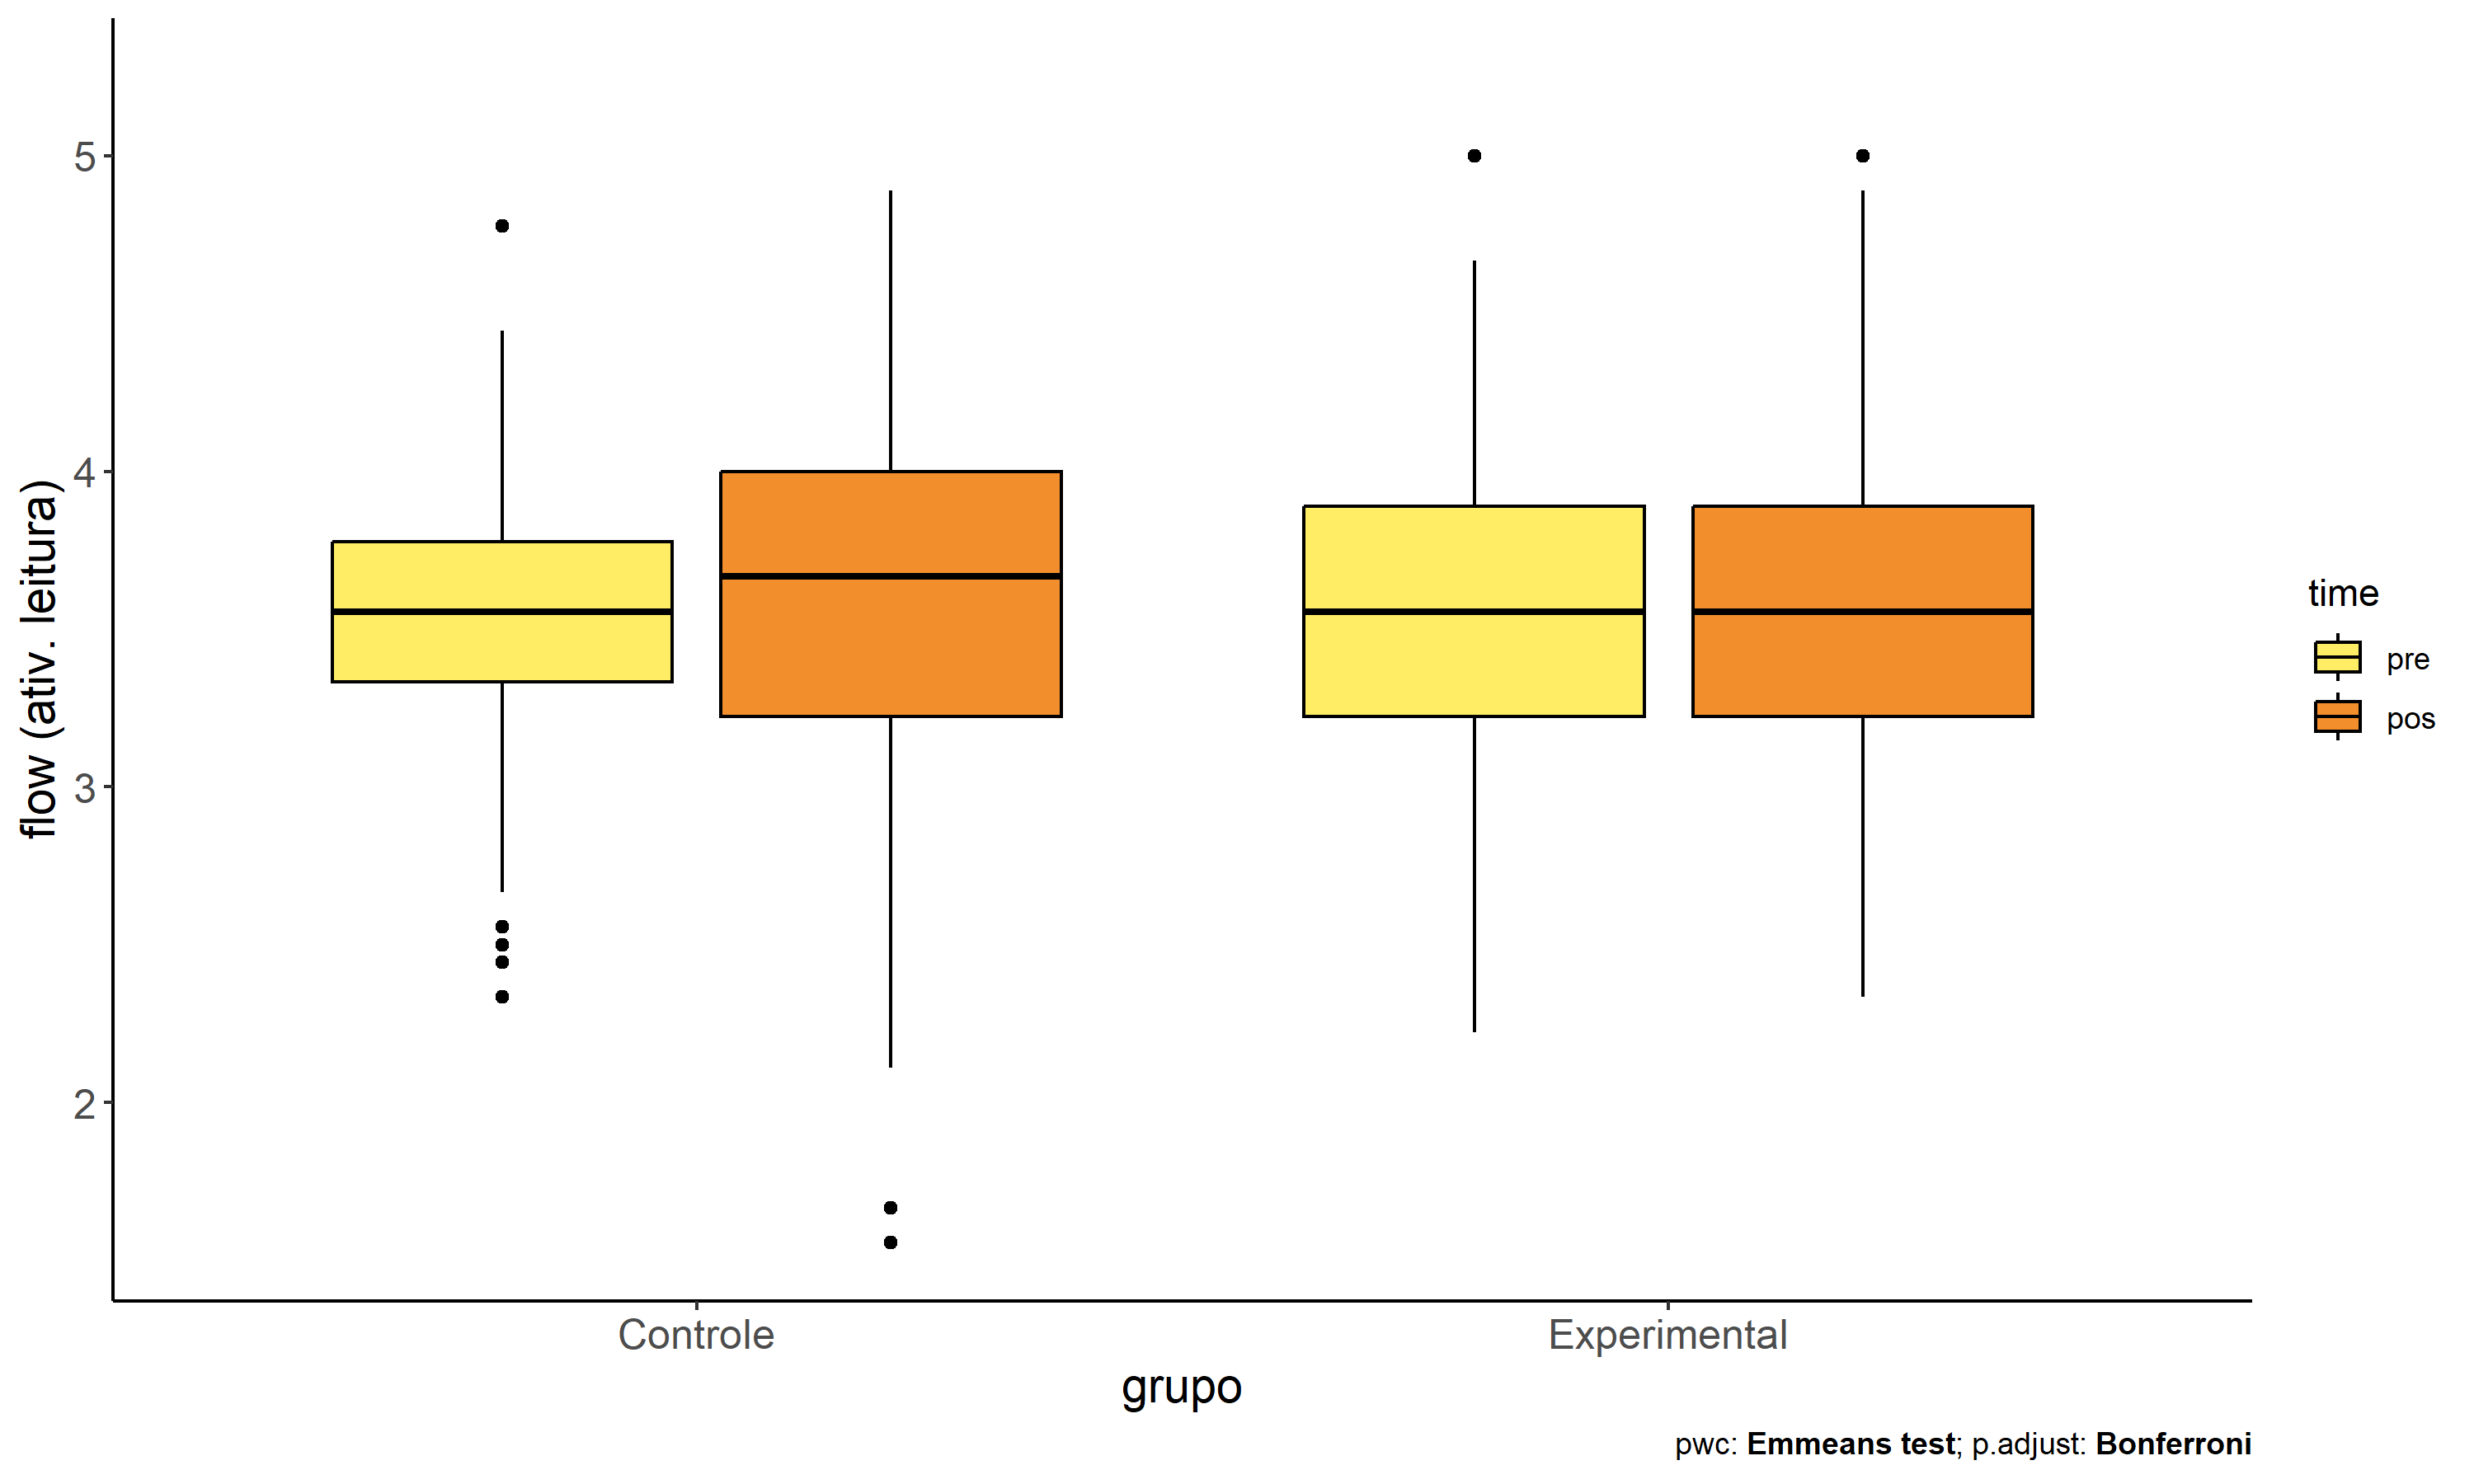 flow (ativ. leitura)
5
4
3
2
Controle
Experimental
grupo
time
pre
pos
pwc: Emmeans test; p.adjust: Bonferroni